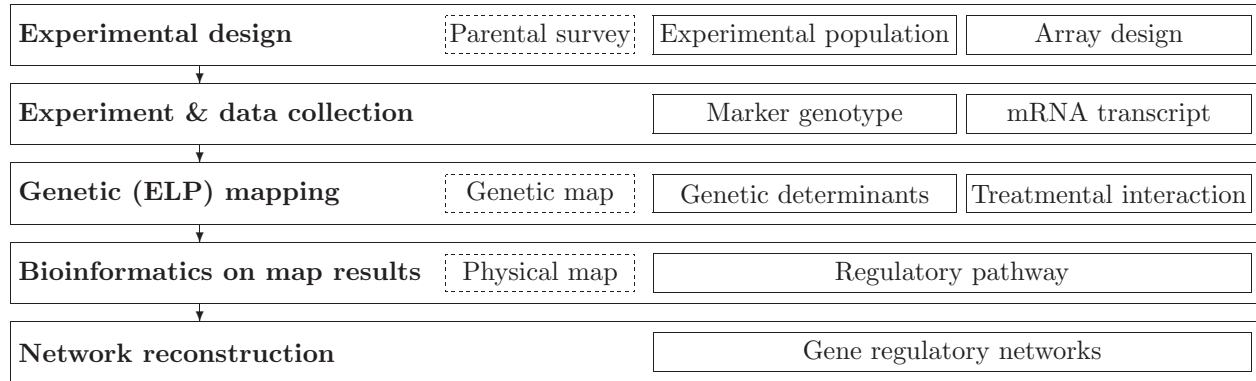 Experimental design Parental survey Experimental population Array design
Experiment & data collection Marker genotype mRNA transcript
Genetic (ELP) mapping Genetic map Genetic determinants Treatmental interaction
Bioinformatics on map results Physical map Regulatory pathway
Network reconstruction Gene regulatory networks